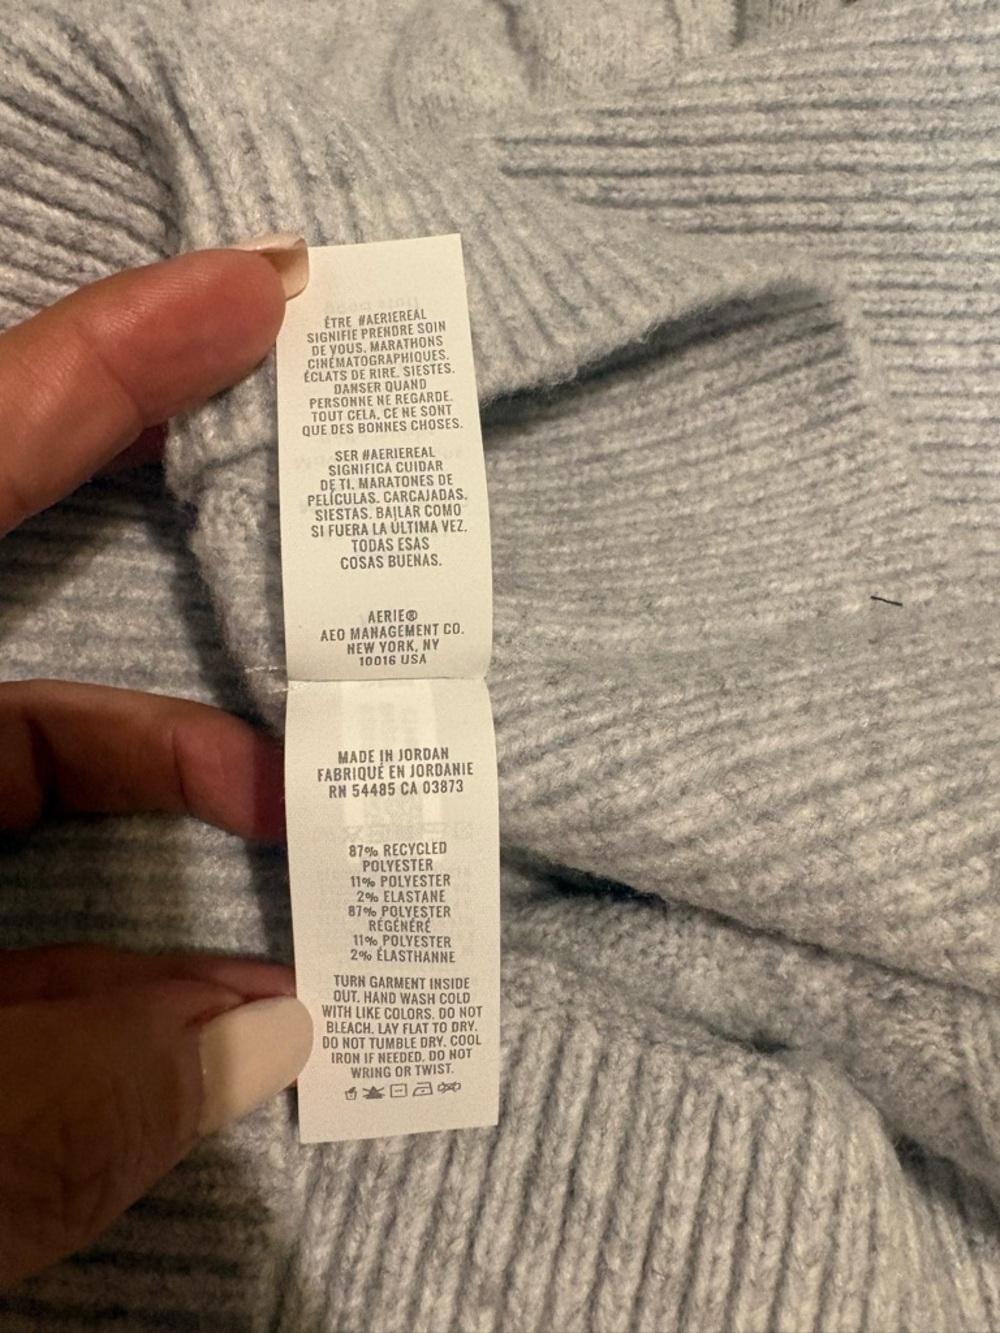 ÊTRE #AERIEREAL
SIGNIFIE PRENDRE SOIN
DE VOUS. MARATHONS
CINÉMATOGRAPHIQUES.
ÉCLATS DE RIRE. SIESTES.
DANSER QUAND
PERSONNE NE REGARDE.
TOUT CELA, CE NE SONT
QUE DES BONNES CHOSES.
SER #AERIEREAL
SIGNIFICA CUIDAR
DE TI. MARATONES DE
PELÍCULAS. CARCAJADAS.
SIESTAS. BAILAR COMO
SI FUERA LA ÚLTIMA VEZ.
TODAS ESAS
COSAS BUENAS.
AERIE®
AEO MANAGEMENT CO.
NEW YORK, NY
10016 USA
MADE IN JORDAN
FABRIQUÉ EN JORDANIE
RN 54485 CA 03873
87% RECYCLED
POLYESTER
11% POLYESTER
2% ELASTANE
87% POLYESTER
RÉGÉNÉRÉ
11% POLYESTER
2% ÉLASTHANNE
TURN GARMENT INSIDE
OUT. HAND WASH COLD
WITH LIKE COLORS. DO NOT
BLEACH. LAY FLAT TO DRY.
DO NOT TUMBLE DRY. COOL
IRON IF NEEDED. DO NOT
WRING OR TWIST.